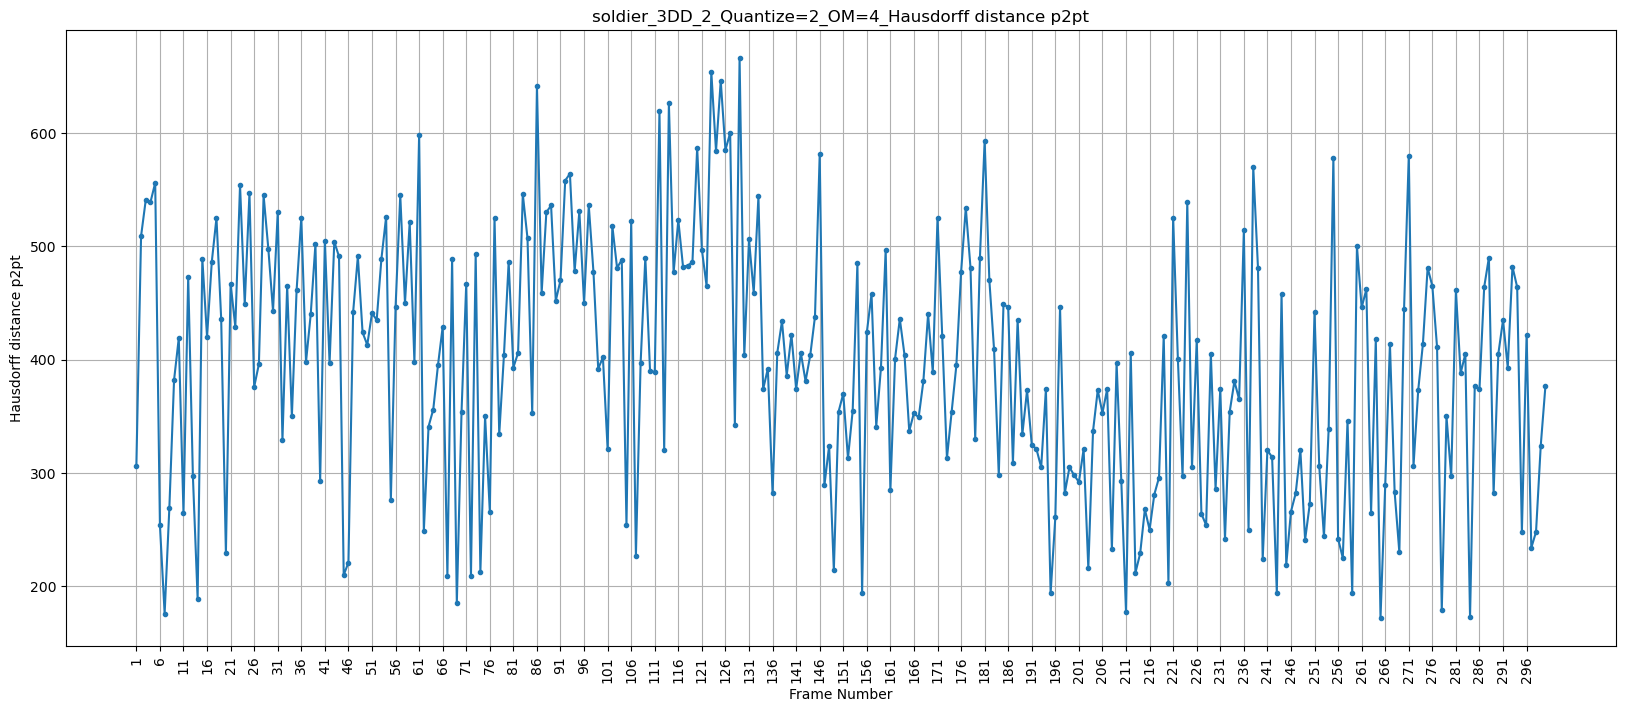 soldier_3DD_2_Quantize=2_OM=4_Hausdorff distance p2pt
Hausdorff distance p2pt
600
500
400
300
200
1 6 11 16 21 26 31 36 41 46 51 56 61 66 71 76 81 86 91 96 101 106 111 116 121 126 131 136 141 146 151 156 161 166 171 176 181 186 191 196 201 206 211 216 221 226 231 236 241 246 251 256 261 266 271 276 281 286 291 296
Frame Number